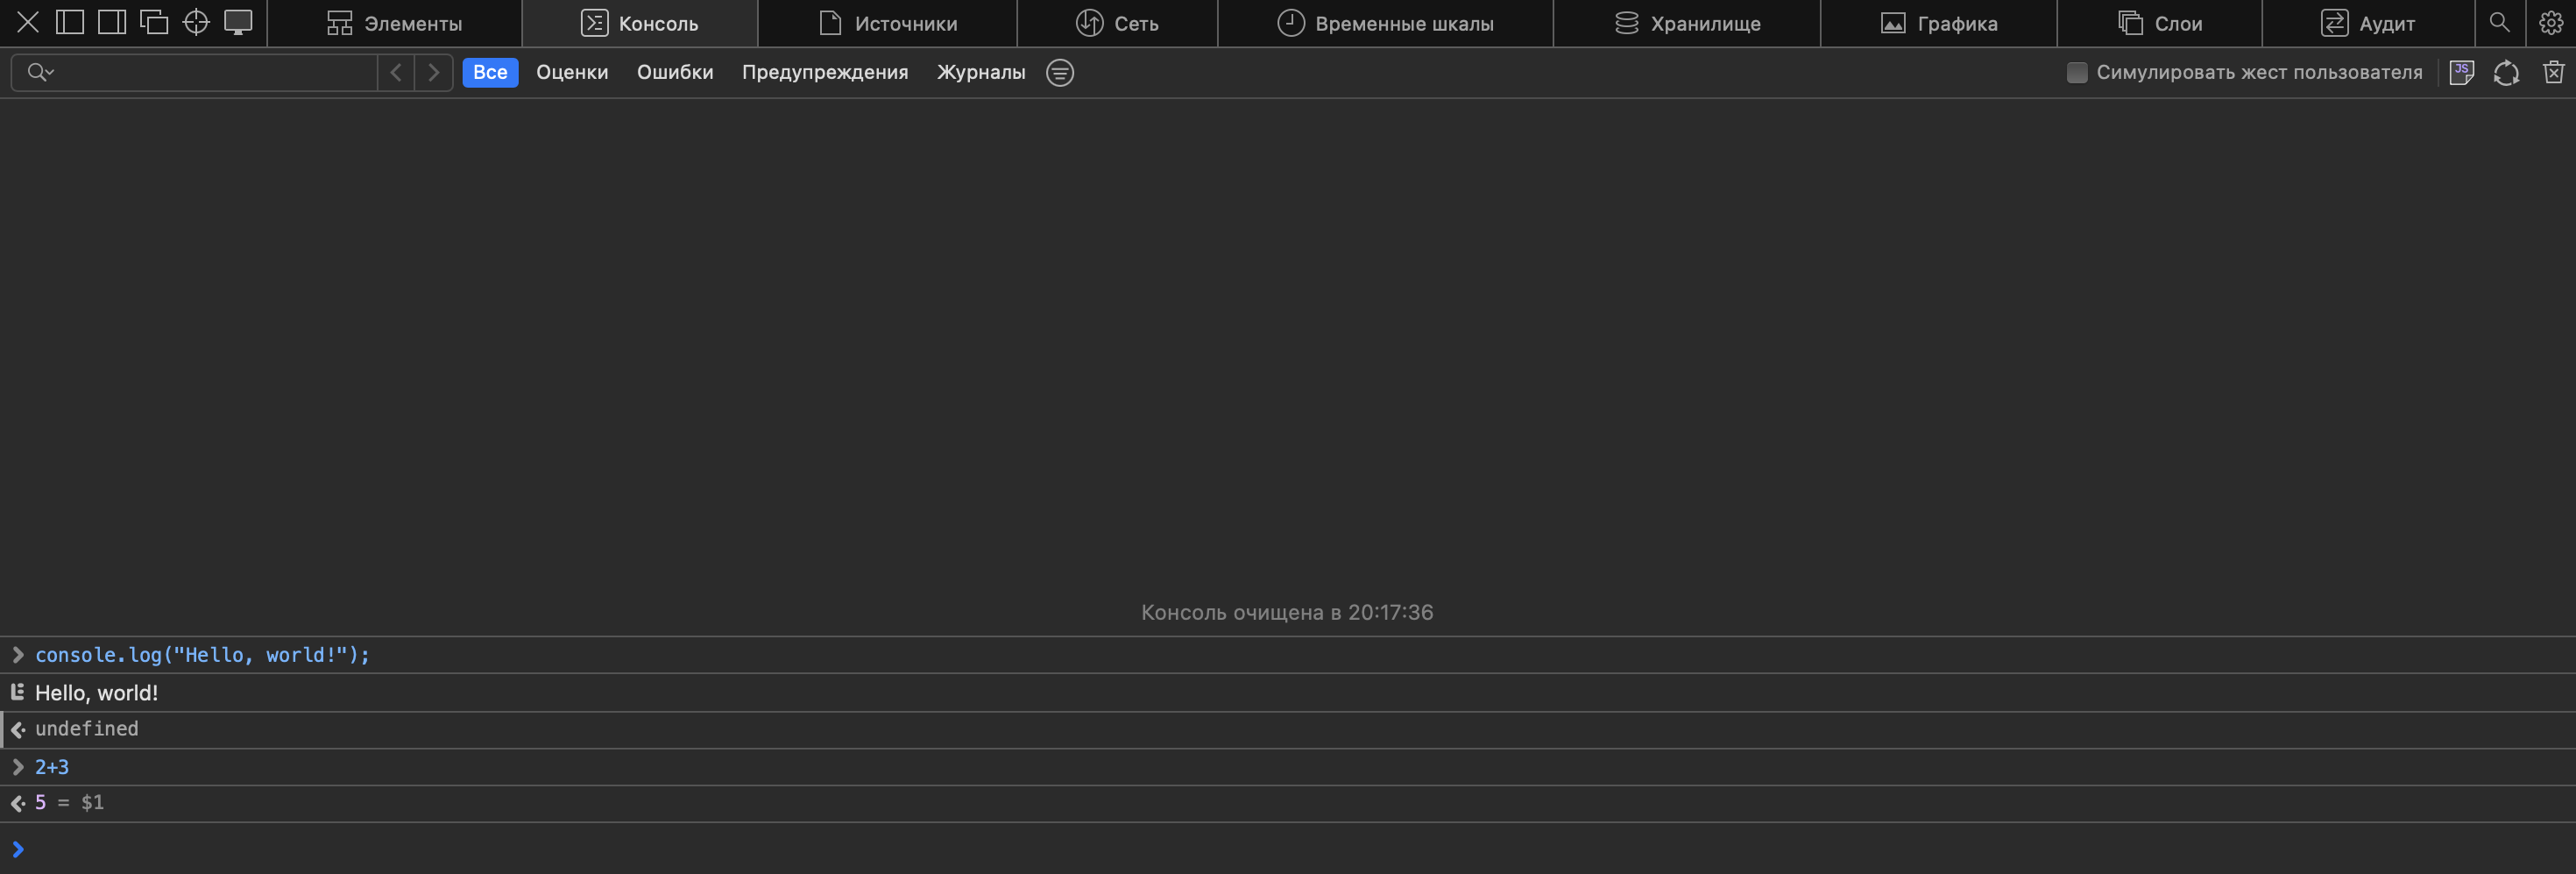 Элементы Консоль Источники Сеть Временные шкалы Хранилище Графика Слои Аудит
Все Оценки Ошибки Предупреждения Журналы Симулировать жест пользователя JS
Консоль очищена в 20:17:36
console.log("Hello, world!");
Hello, world!
undefined
2+3
5 = $1